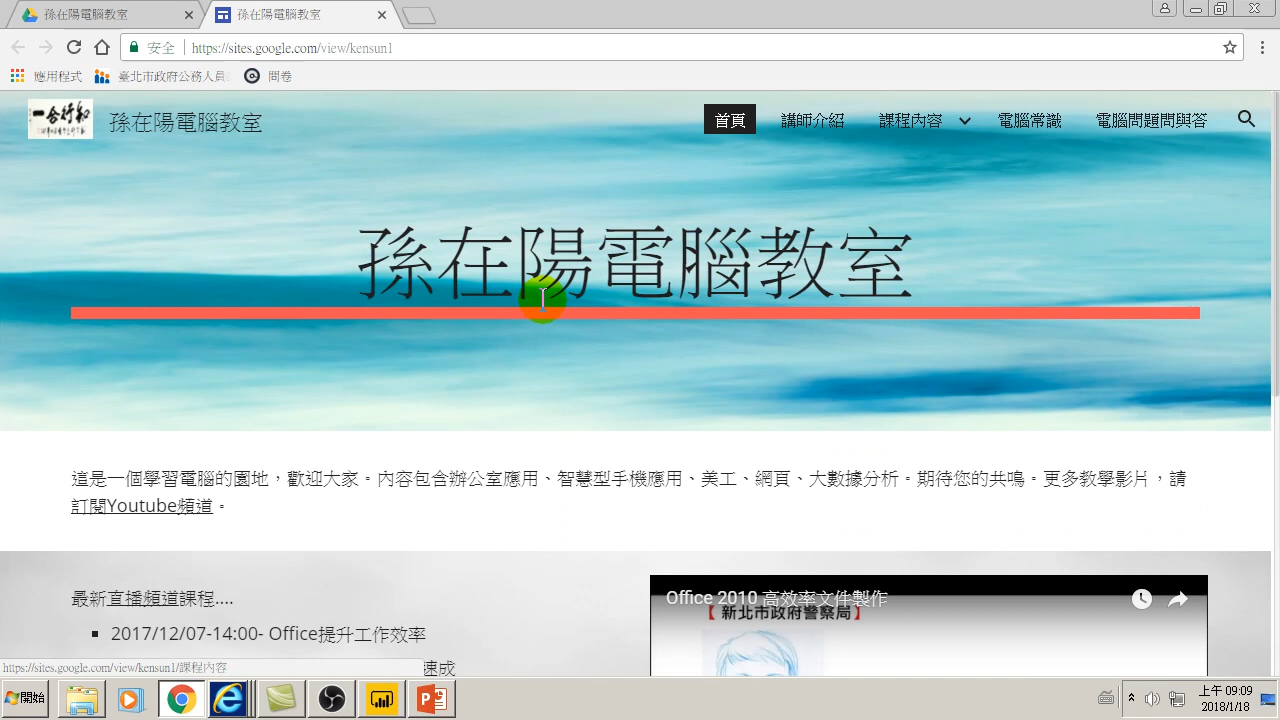 孫在陽電腦教室
孫在陽電腦教室
安全 | https://sites.google.com/view/kensun1
應用程式 臺北市政府公務人員 問卷
孫在陽電腦教室
首頁 講師介紹 課程內容 電腦常識 電腦問題問與答
孫在陽電腦教室
這是一個學習電腦的園地，歡迎大家。內容包含辦公室應用、智慧型手機應用、美工、網頁、大數據分析。期待您的共鳴。更多教學影片，請
訂閱Youtube頻道。
最新直播頻道課程....
2017/12/07-14:00- Office提升工作效率
速成
Office 2010 高效率文件製作
【 新北市政府警察局】
https://sites.google.com/view/kensun1/課程內容
開始
上午 09:09
2018/1/18